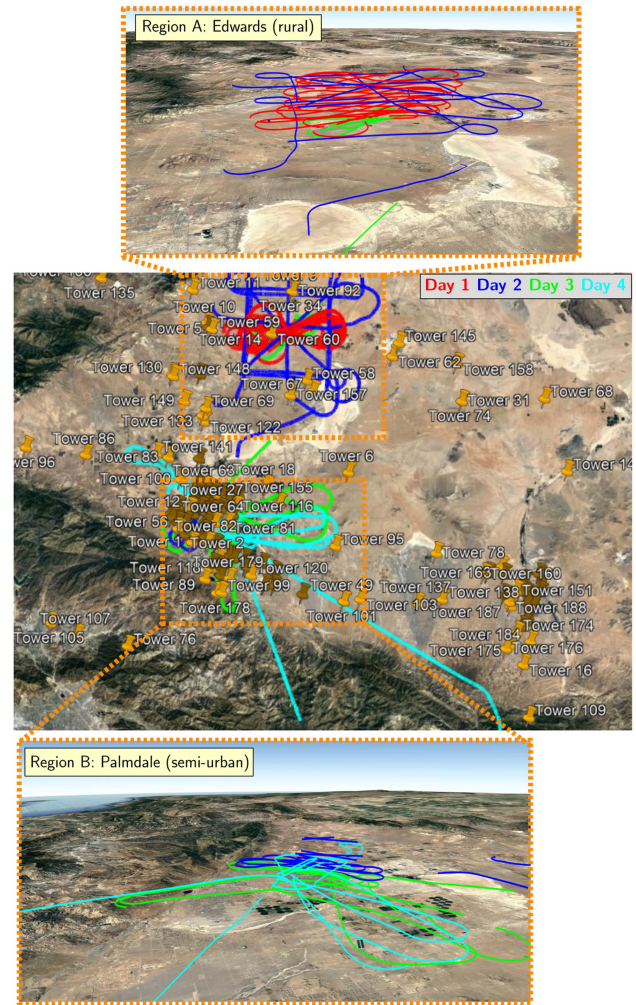 Region A: Edwards (rural)
Day 1 Day 2 Day 3 Day 4
Tower 135
Tower 11
Tower 92
Tower 10
Tower 34
Tower 5
Tower 59
Tower 14
Tower 60
Tower 145
Tower 62
Tower 158
Tower 130
Tower 148
Tower 58
Tower 67
Tower 157
Tower 68
Tower 149
Tower 69
Tower 31
Tower 74
Tower 133
Tower 122
Tower 86
Tower 96
Tower 83
Tower 141
Tower 6
Tower 14
Tower 100
Tower 63
Tower 18
Tower 12
Tower 27
Tower 155
Tower 64
Tower 116
Tower 56
Tower 82
Tower 81
Tower 1
Tower 2
Tower 95
Tower 78
Tower 179
Tower 120
Tower 163
Tower 160
Tower 89
Tower 99
Tower 49
Tower 137
Tower 138
Tower 151
Tower 178
Tower 101
Tower 103
Tower 187
Tower 188
Tower 107
Tower 105
Tower 76
Tower 174
Tower 184
Tower 175
Tower 176
Tower 16
Tower 109
Region B: Palmdale (semi-urban)